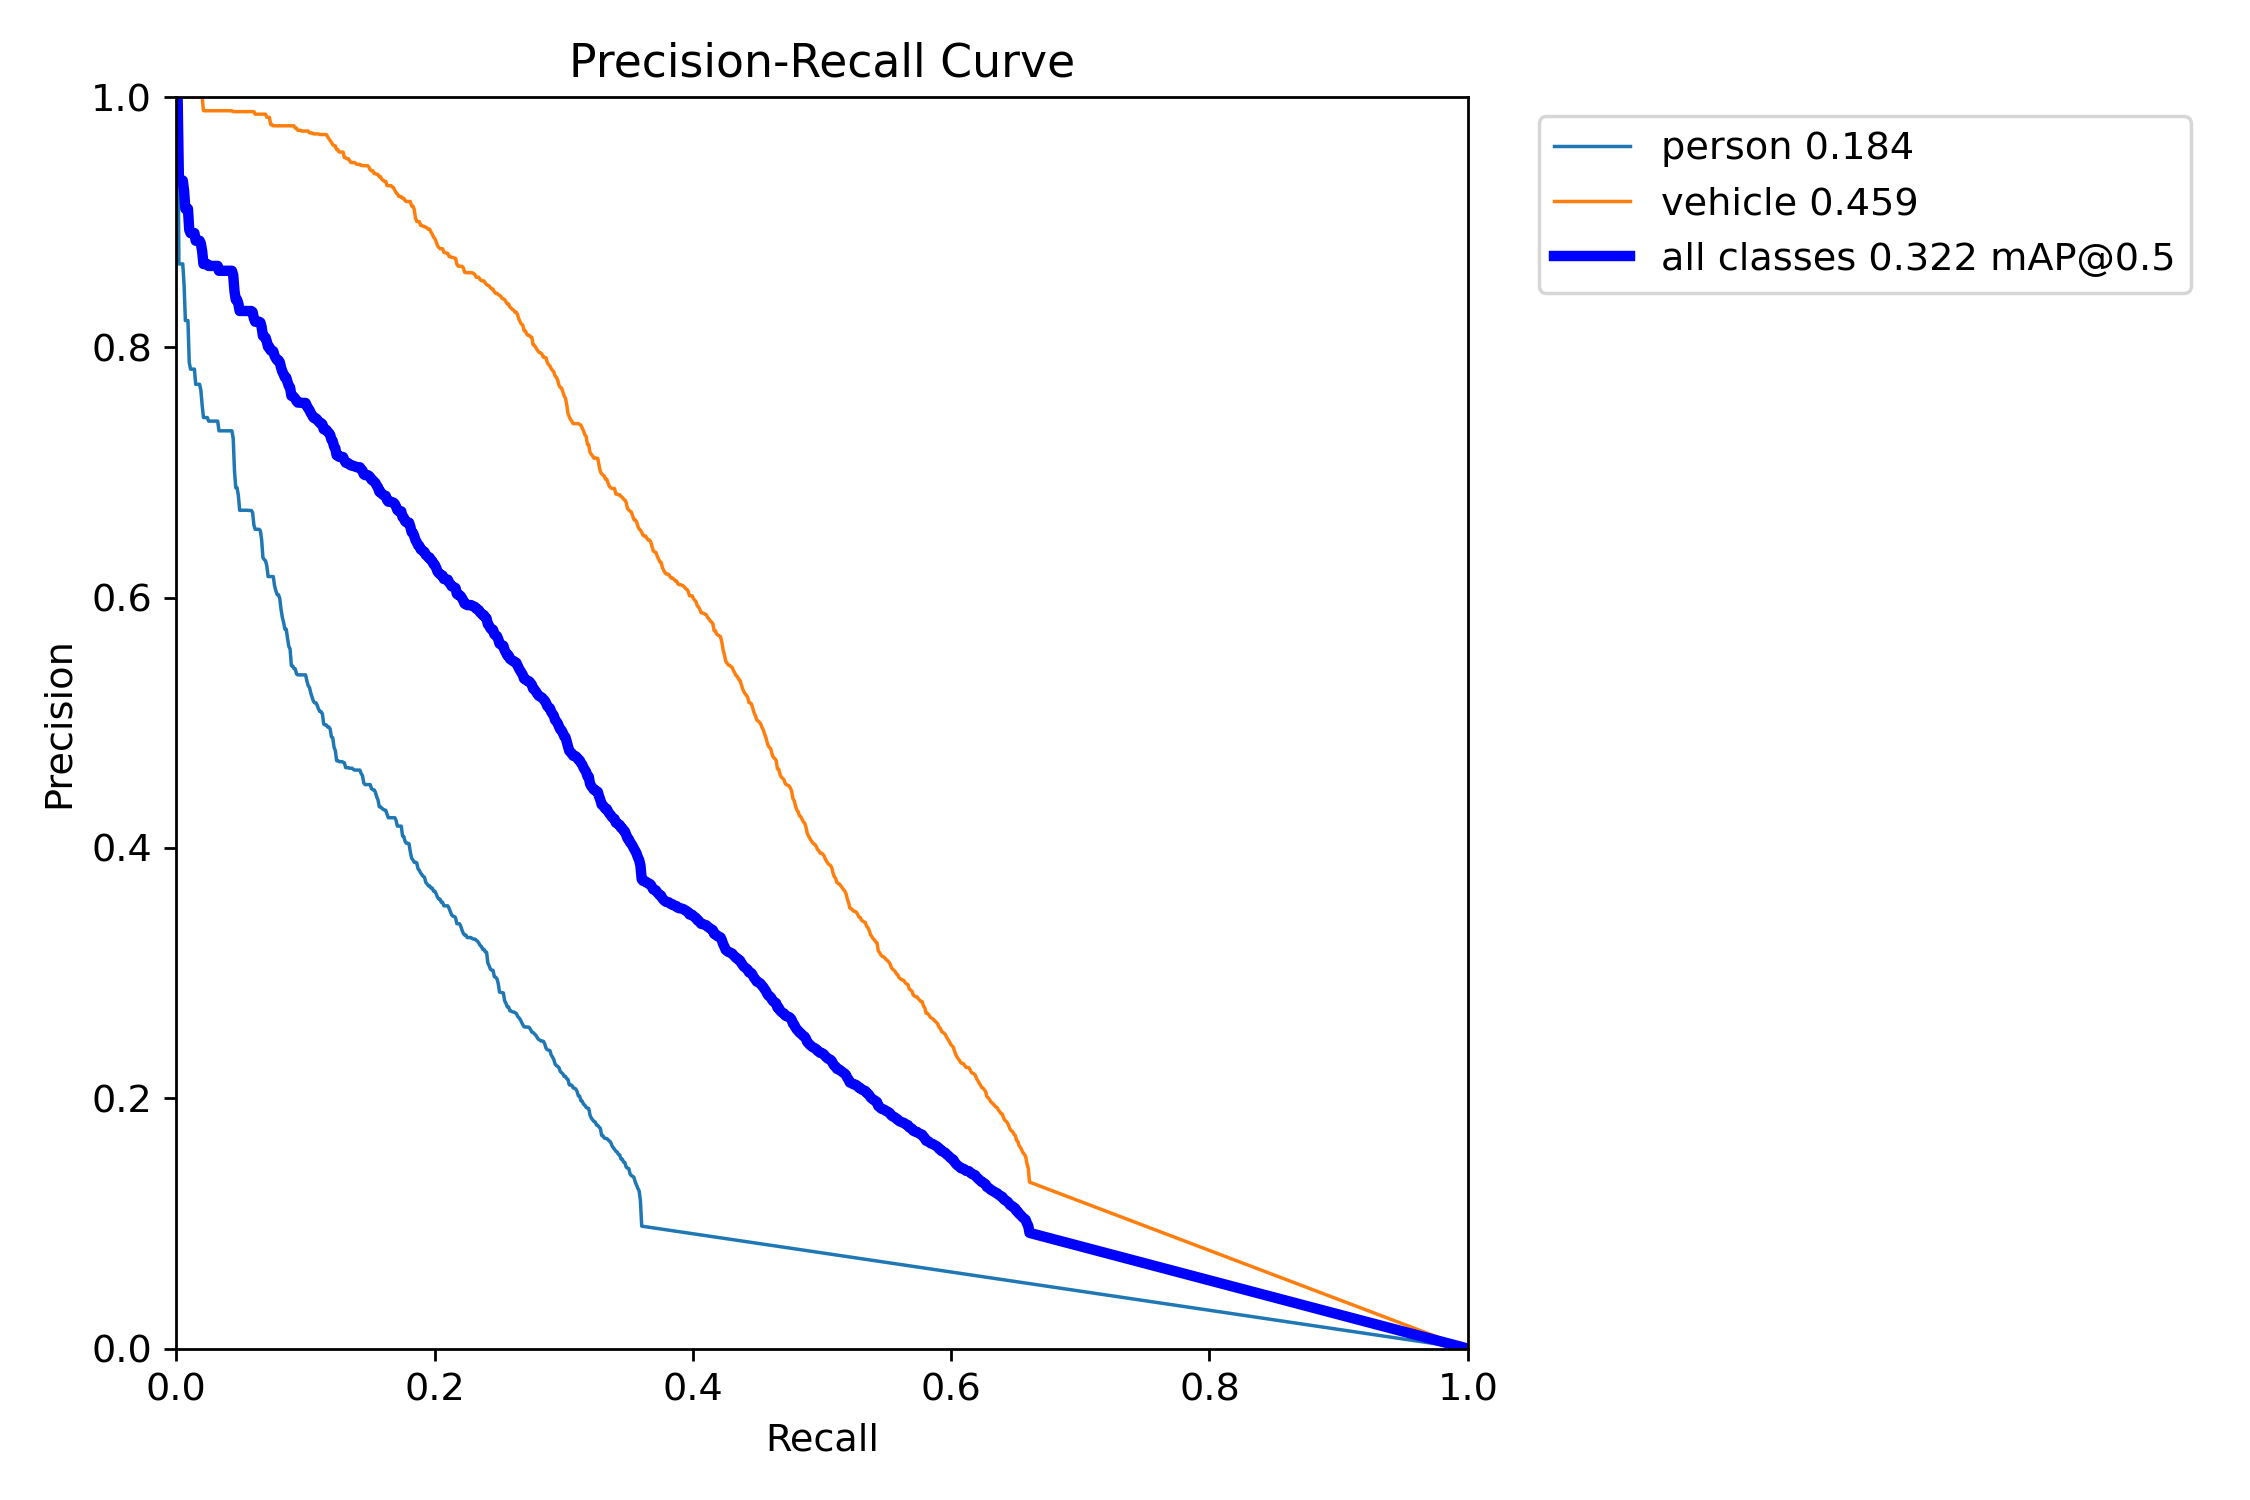 Precision-Recall Curve
person 0.184
vehicle 0.459
all classes 0.322 mAP@0.5
Precision
1.0
0.8
0.6
0.4
0.2
0.0
0.0 0.2 0.4 0.6 0.8 1.0
Recall